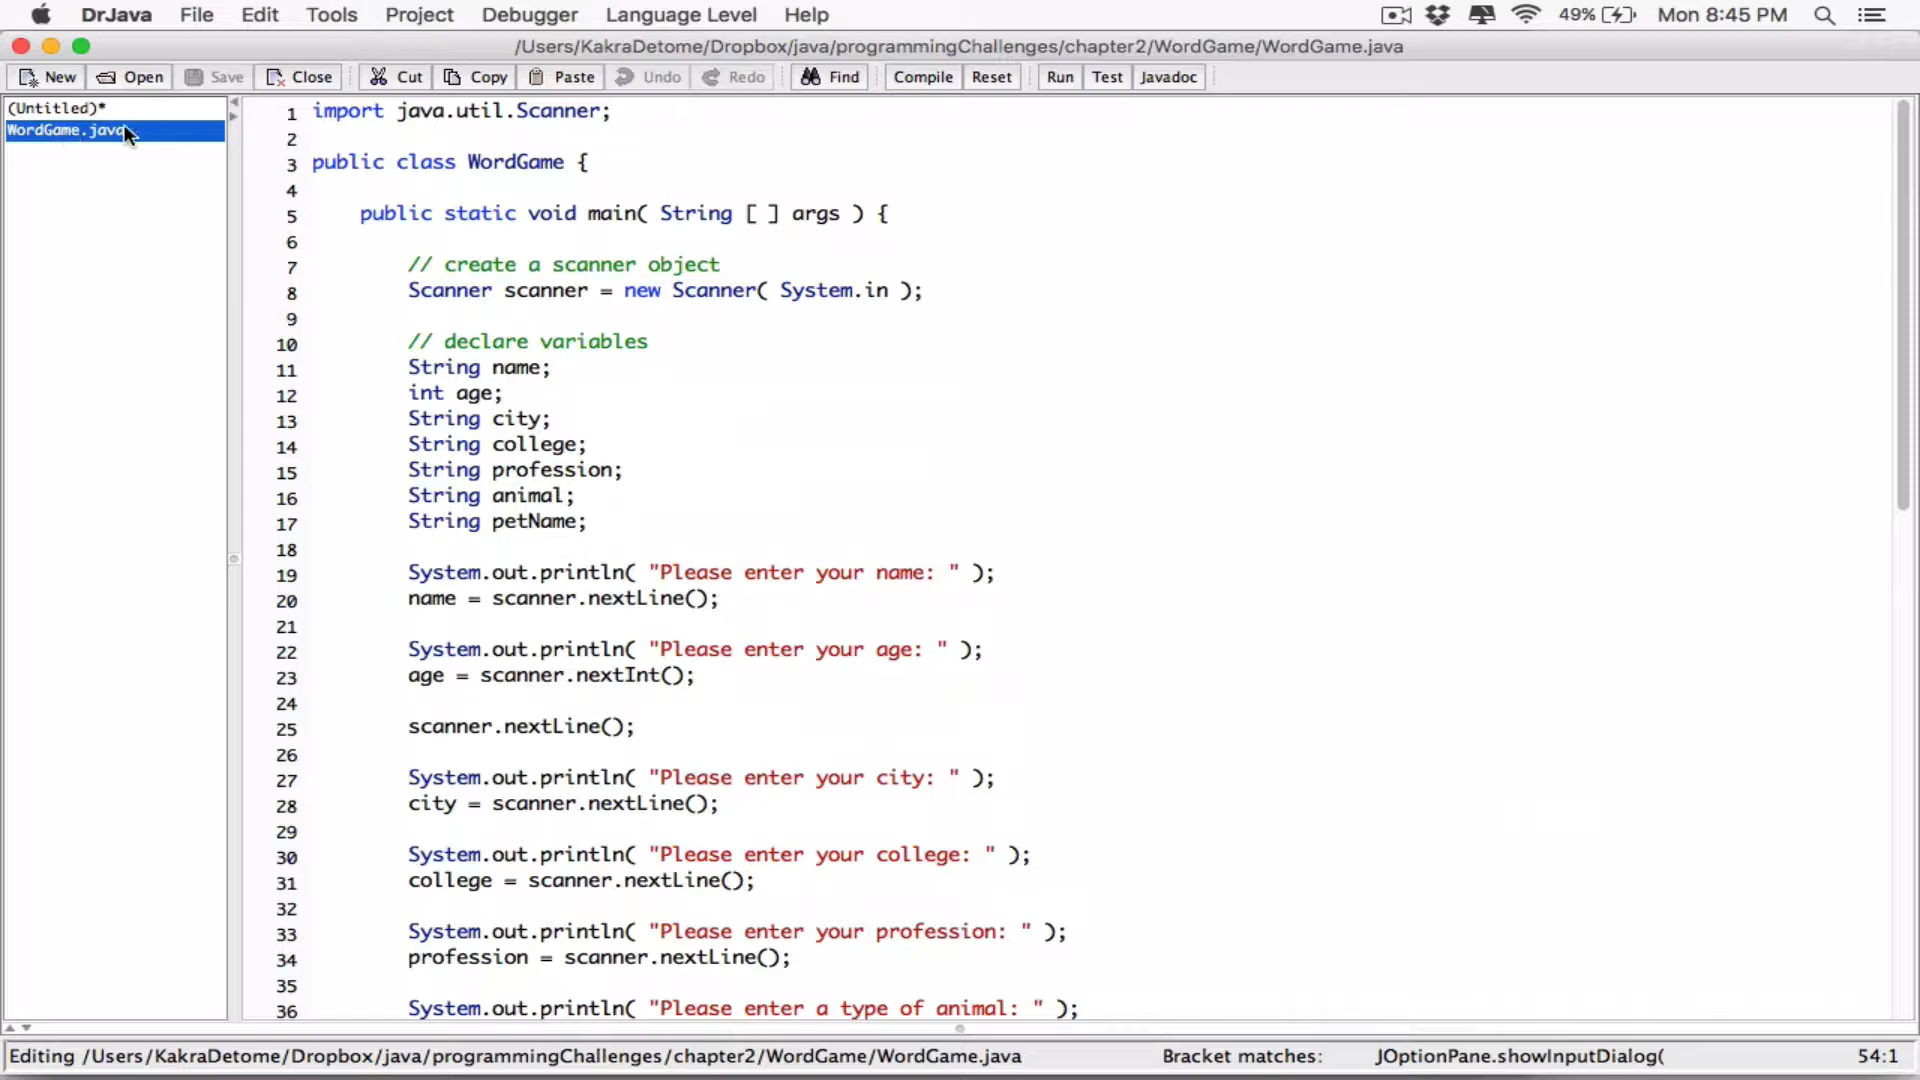 DrJava File Edit Tools Project Debugger Language Level Help 49% Mon 8:45 PM
/Users/KakraDetome/Dropbox/java/programmingChallenges/chapter2/WordGame/WordGame.java
New Open Save Close Cut Copy Paste Undo Redo Find Compile Reset Run Test Javadoc
(Untitled)*
WordGame.java
1 import java.util.Scanner;
2
3 public class WordGame {
4
5 public static void main( String [ ] args ) {
6
7 // create a scanner object
8 Scanner scanner = new Scanner( System.in );
9
10 // declare variables
11 String name;
12 int age;
13 String city;
14 String college;
15 String profession;
16 String animal;
17 String petName;
18
19 System.out.println( "Please enter your name: " );
20 name = scanner.nextLine();
21
22 System.out.println( "Please enter your age: " );
23 age = scanner.nextInt();
24
25 scanner.nextLine();
26
27 System.out.println( "Please enter your city: " );
28 city = scanner.nextLine();
29
30 System.out.println( "Please enter your college: " );
31 college = scanner.nextLine();
32
33 System.out.println( "Please enter your profession: " );
34 profession = scanner.nextLine();
35
36 System.out.println( "Please enter a type of animal: " );
Editing /Users/KakraDetome/Dropbox/java/programmingChallenges/chapter2/WordGame/WordGame.java Bracket matches: JOptionPane.showInputDialog( 54:1